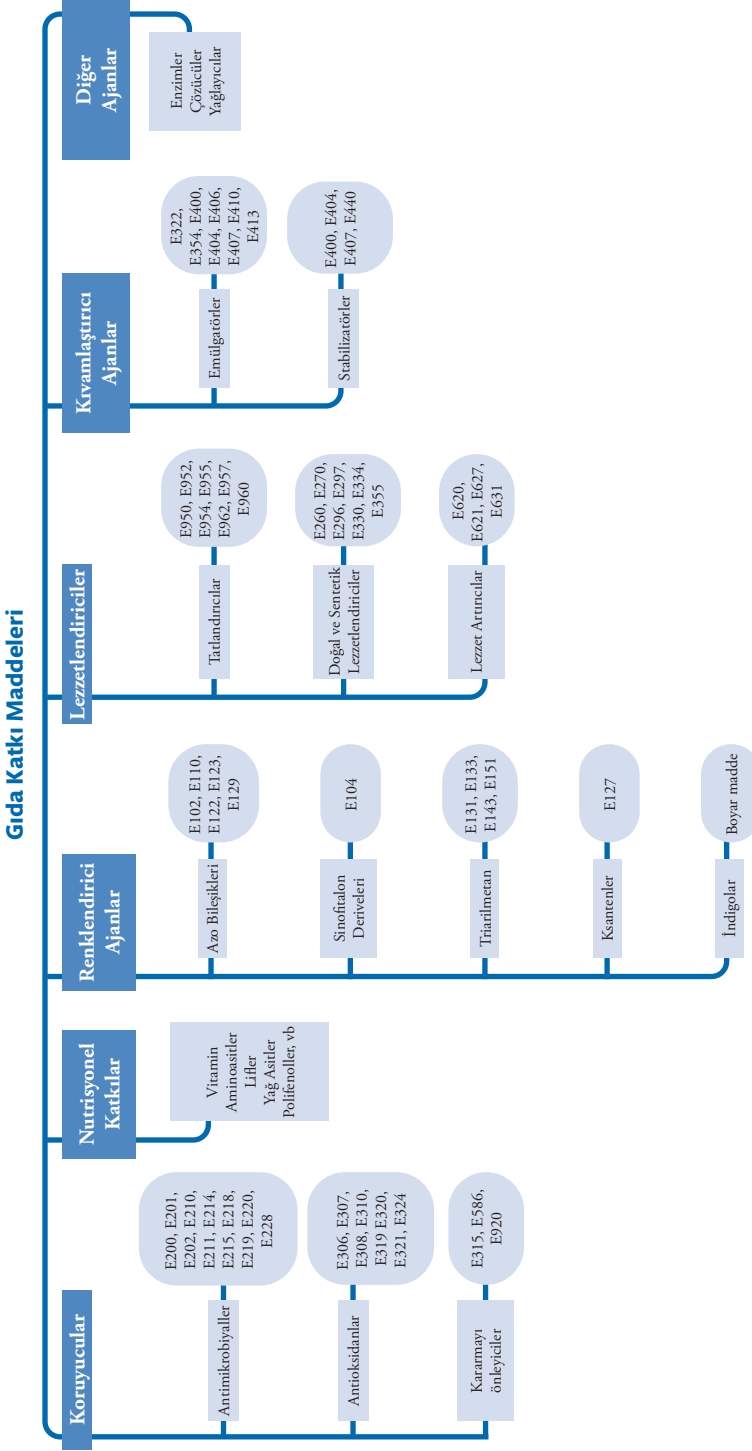 Gıda Katkı Maddeleri
Koruyucular
Antimikrobiyaller
E200, E201,
E202, E210,
E211, E214,
E215, E218,
E219, E220,
E228
Antioksidanlar
E306, E307,
E308, E310,
E319 E320,
E321, E324
Kararmayı
önleyiciler
E315, E586,
E920
Nutrisyonel
Katkılar
Vitamin
Aminoasitler
Lifler
Yağ Asitler
Polifenoller, vb
Renklendirici
Ajanlar
Azo Bileşikleri
E102, E110,
E122, E123,
E129
Sinofitalon
Deriveleri
E104
Triarilmetan
E131, E133,
E143, E151
Ksantenler
E127
İndigolar
Boyar madde
Lezzetlendiriciler
Tatlandırıcılar
E950, E952,
E954, E955,
E962, E957,
E960
Doğal ve Sentetik
Lezzetlendiriciler
E260, E270,
E296, E297,
E330, E334,
E355
Lezzet Artırıcılar
E620,
E621, E627,
E631
Kıvamlaştırıcı
Ajanlar
Emülgatörler
E322,
E354, E400,
E404, E406,
E407, E410,
E413
Stabilizatörler
E400, E404,
E407, E440
Diğer
Ajanlar
Enzimler
Çözücüler
Yağlayıcılar